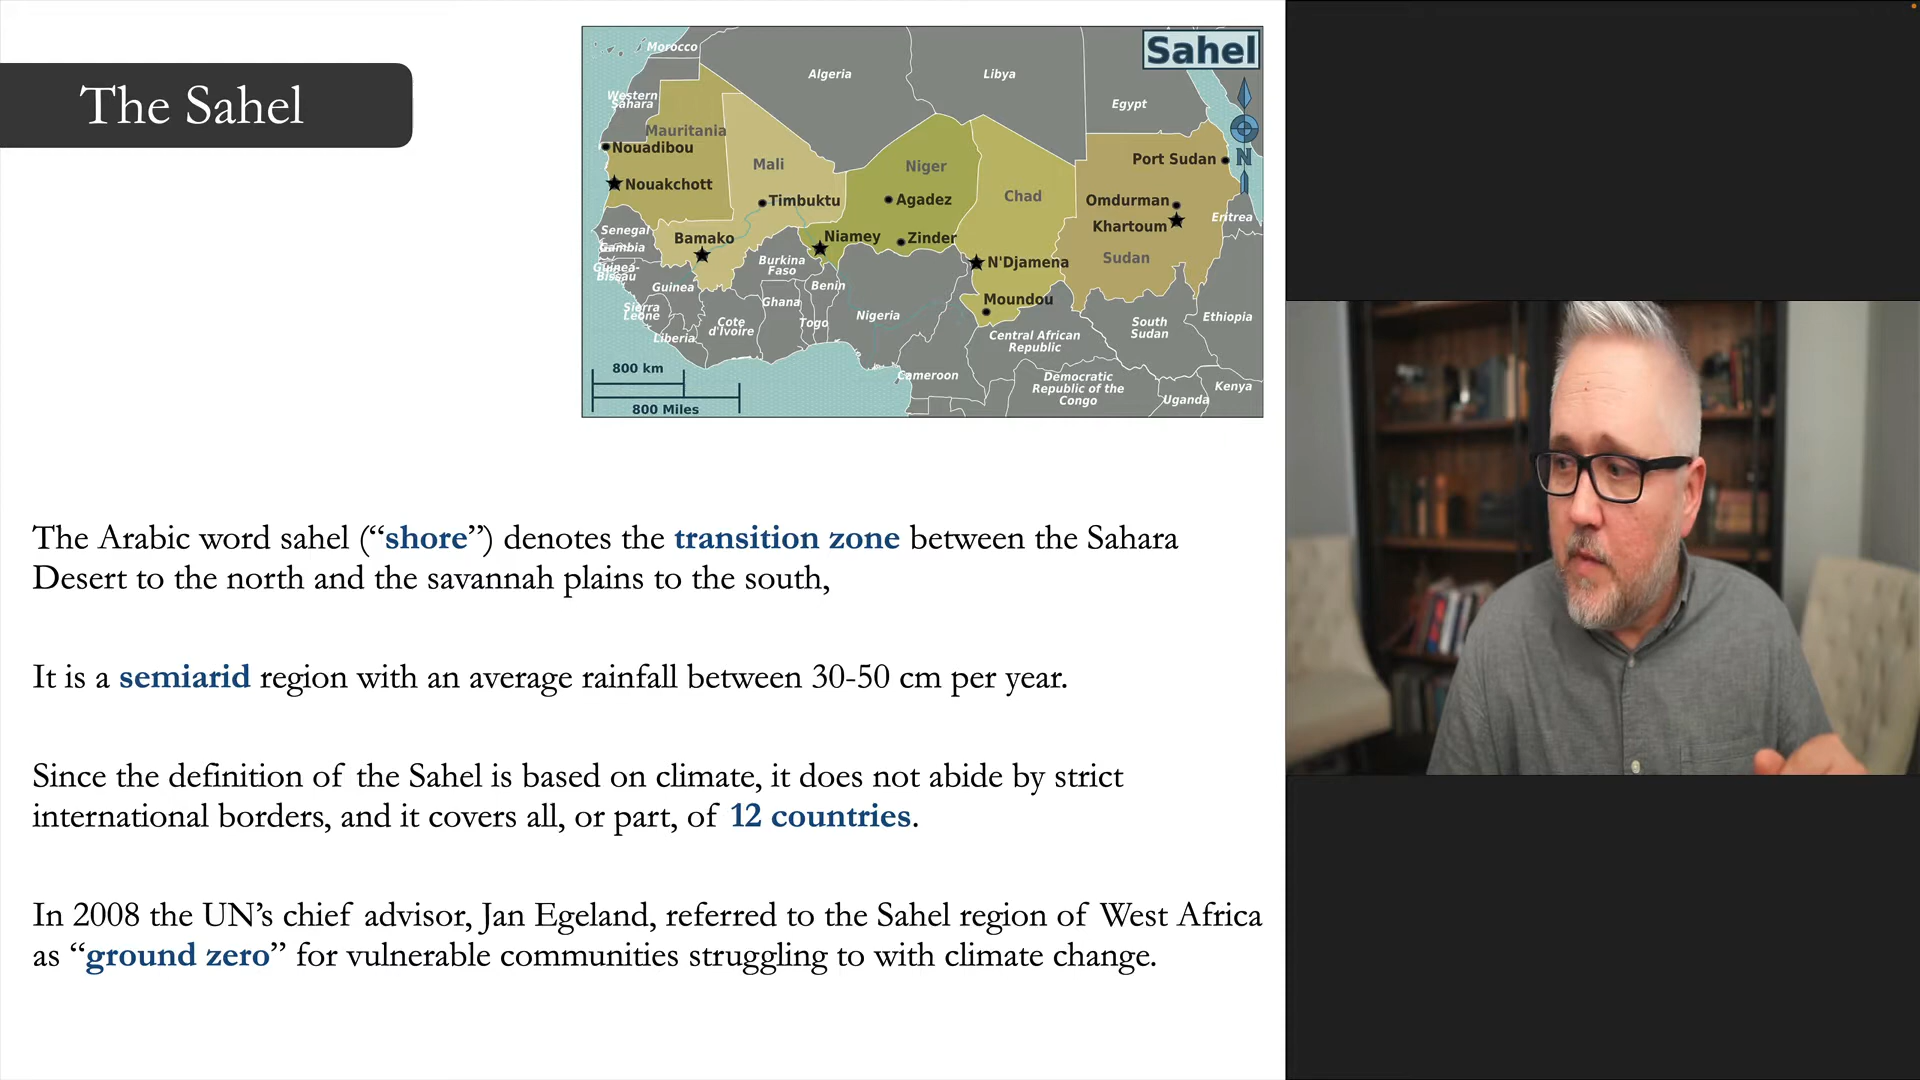 The Sahel
Sahel
Morocco
Algeria
Libya
Egypt
Western
Sahara
Mauritania
Nouadibou
Nouakchott
Mali
Timbuktu
Niger
Agadez
Chad
Port Sudan
N
Omdurman
Khartoum
Eritrea
Sudan
Senegal
Gambia
Guinea-
Bissau
Bamako
Niamey
Zinder
N'Djamena
Burkina
Faso
Benin
Guinea
Ghana
Moundou
Sierra
Leone
Cote
d'Ivoire
Togo
Nigeria
Liberia
Central African
Republic
South
Sudan
Ethiopia
Cameroon
Democratic
Republic of the
Congo
Uganda
Kenya
800 km
800 Miles
The Arabic word sahel (“shore”) denotes the transition zone between the Sahara
Desert to the north and the savannah plains to the south,
It is a semiarid region with an average rainfall between 30-50 cm per year.
Since the definition of the Sahel is based on climate, it does not abide by strict
international borders, and it covers all, or part, of 12 countries.
In 2008 the UN’s chief advisor, Jan Egeland, referred to the Sahel region of West Africa
as “ground zero” for vulnerable communities struggling to with climate change.